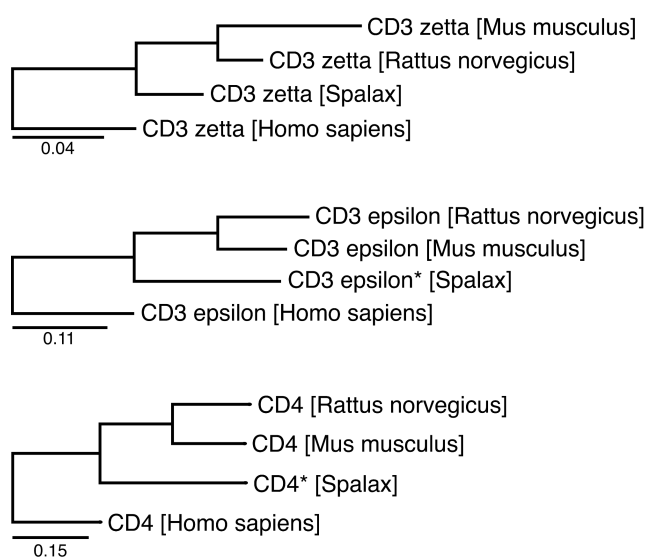 CD3 zetta [Mus musculus]
CD3 zetta [Rattus norvegicus]
CD3 zetta [Spalax]
CD3 zetta [Homo sapiens]
0.04
CD3 epsilon [Rattus norvegicus]
CD3 epsilon [Mus musculus]
CD3 epsilon* [Spalax]
CD3 epsilon [Homo sapiens]
0.11
CD4 [Rattus norvegicus]
CD4 [Mus musculus]
CD4* [Spalax]
CD4 [Homo sapiens]
0.15